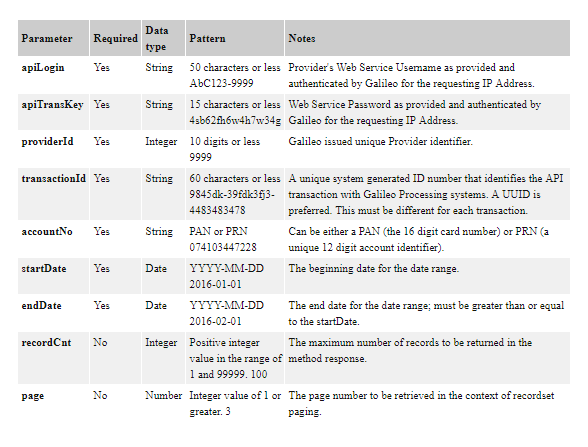 Parameter Required Data type Pattern Notes
apiLogin Yes String 50 characters or less Provider's Web Service Username as provided and
AbC123-9999 authenticated by Galileo for the requesting IP Address.
apiTransKey Yes String 15 characters or less Web Service Password as provided and authenticated by
4sb62fh6w4h7w34g Galileo for the requesting IP Address.
providerId Yes Integer 10 digits or less Galileo issued unique Provider identifier.
9999
transactionId Yes String 60 characters or less A unique system generated ID number that identifies the API
9845dk-39fdk3fj3- transaction with Galileo Processing systems. A UUID is
4483483478 preferred. This must be different for each transaction.
accountNo Yes String PAN or PRN Can be either a PAN (the 16 digit card number) or PRN (a
074103447228 unique 12 digit account identifier).
startDate Yes Date YYYY-MM-DD The beginning date for the date range.
2016-01-01
endDate Yes Date YYYY-MM-DD The end date for the date range; must be greater than or equal
2016-02-01 to the startDate.
recordCnt No Integer Positive integer The maximum number of records to be returned in the
value in the range of method response.
1 and 99999. 100
page No Number Integer value of 1 or The page number to be retrieved in the context of recordset
greater. 3 paging.